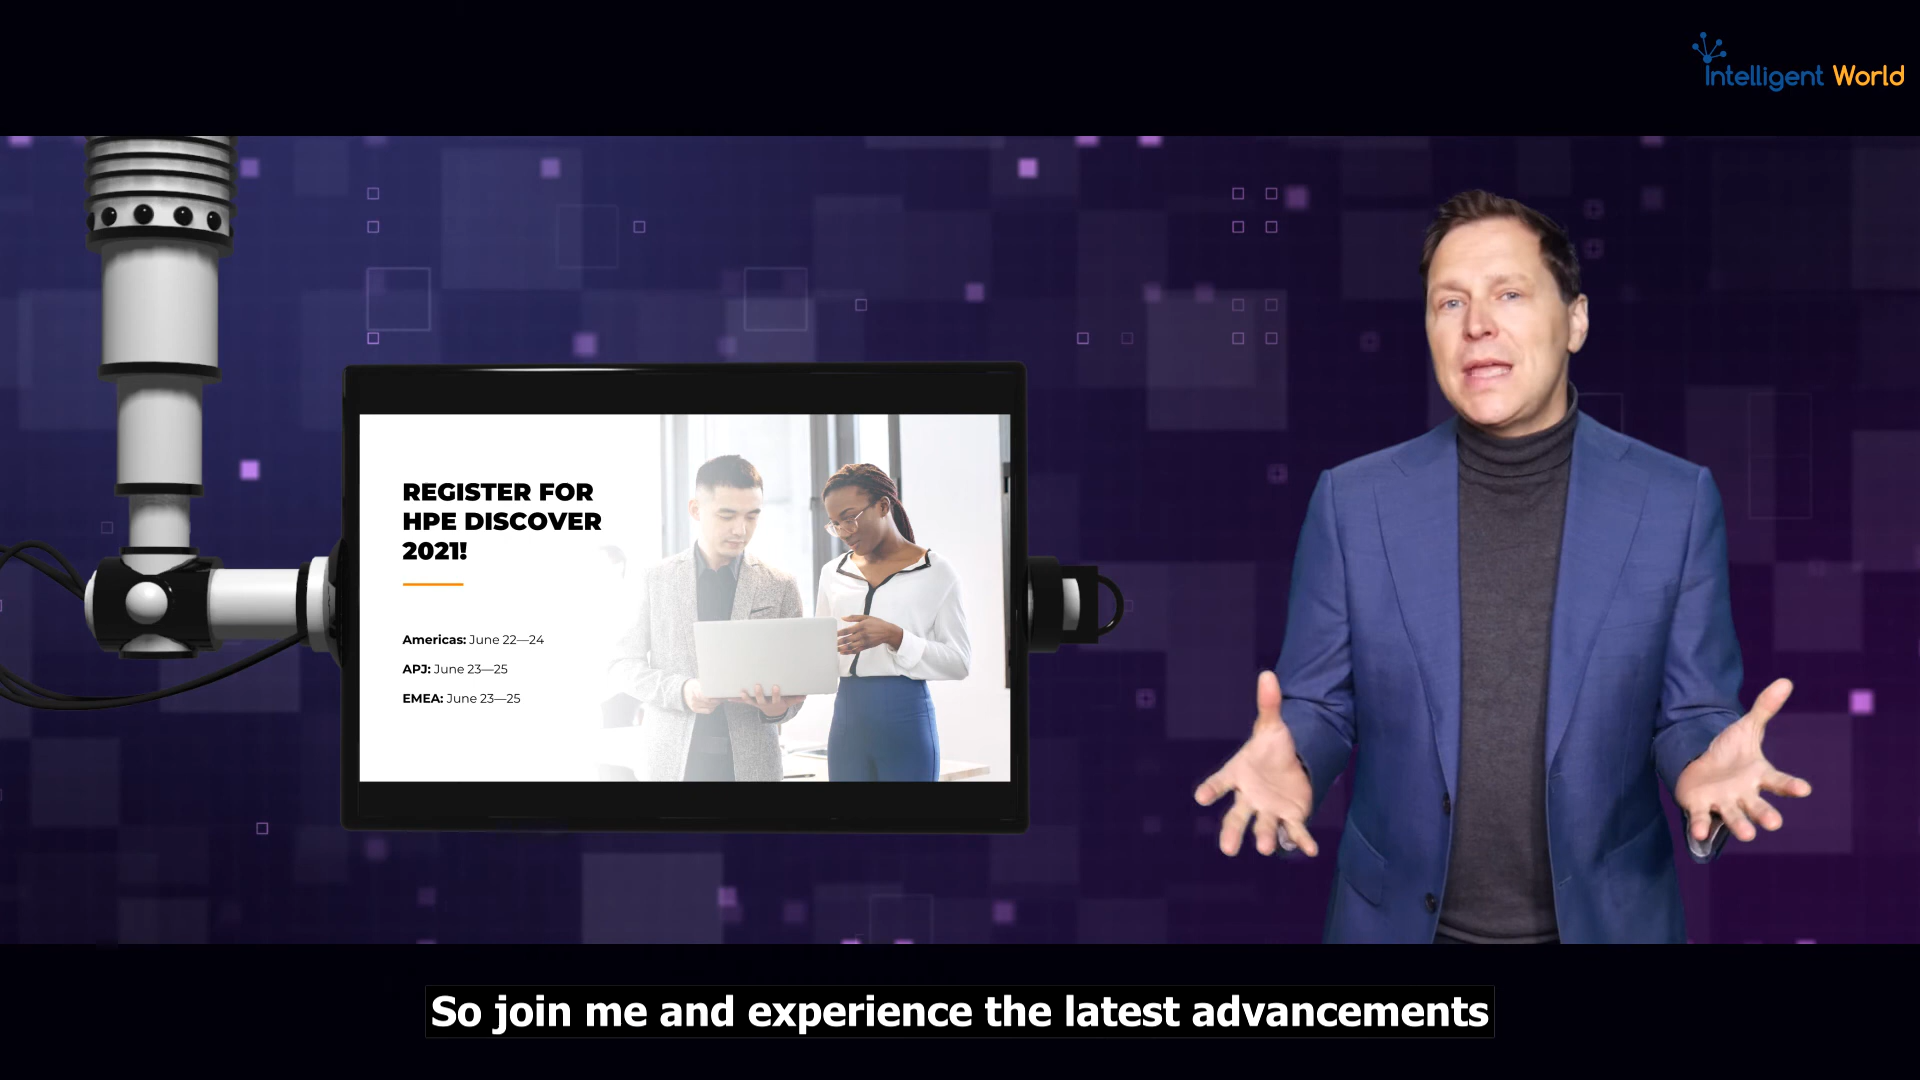 Intelligent World
REGISTER FOR
HPE DISCOVER
2021!
Americas: June 22—24
APJ: June 23—25
EMEA: June 23—25
So join me and experience the latest advancements